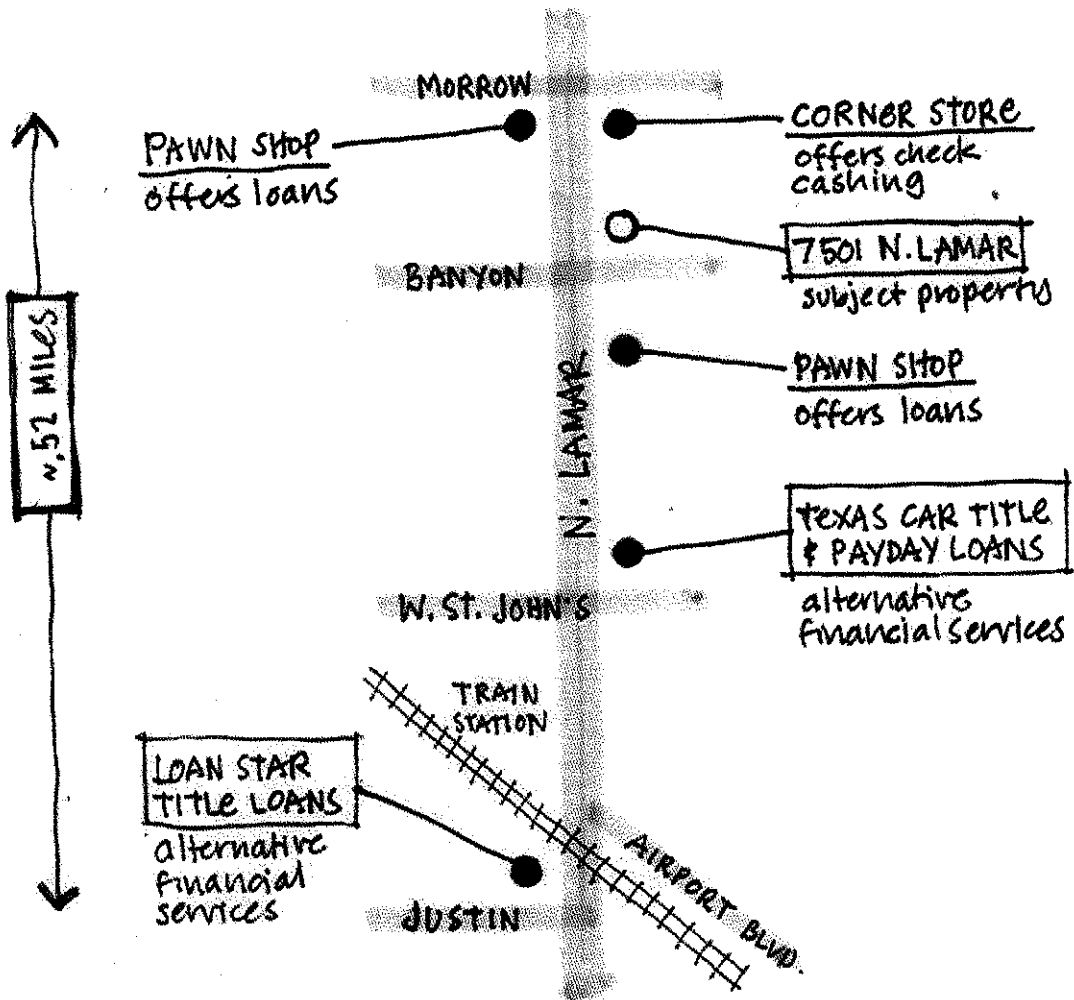 MORROW
PAWN SHOP
offers loans
CORNER STORE
offers check
cashing
7501 N. LAMAR
subject property
BANYON
~.52 MILES
N. LAMAR
PAWN SHOP
offers loans
TEXAS CAR TITLE
& PAYDAY LOANS
alternative
financial services
W. ST. JOHN'S
TRAIN
STATION
LOAN STAR
TITLE LOANS
alternative
financial
services
AIRPORT BLVD.
JUSTIN